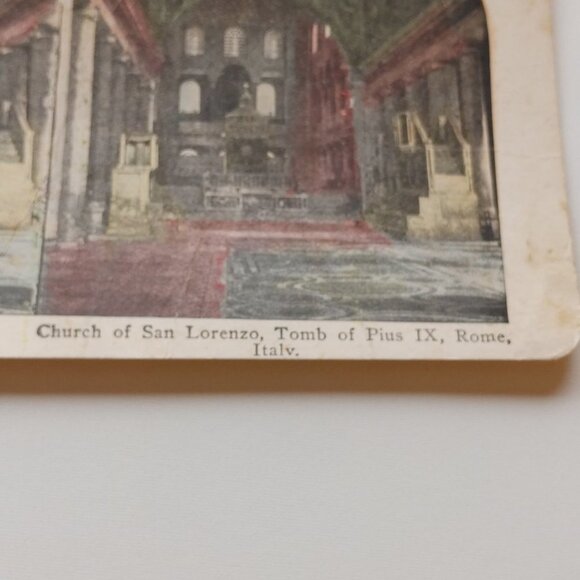 Church of San Lorenzo, Tomb of Pius IX, Rome,
Italy.